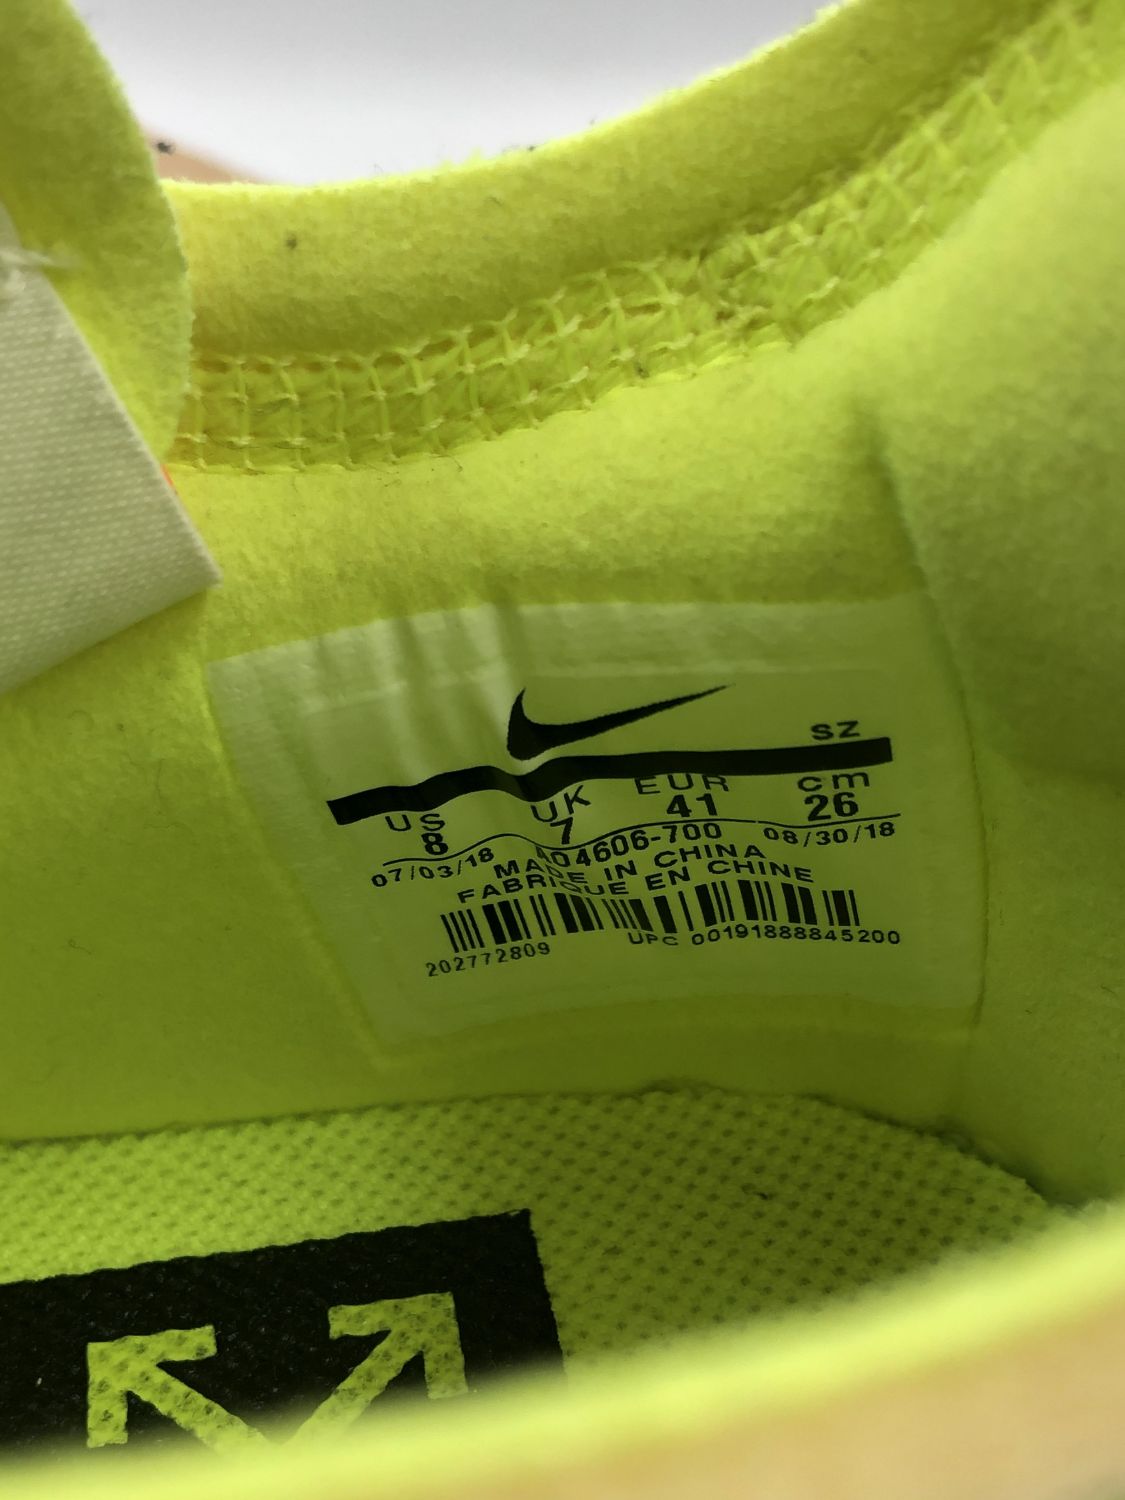 SZ
US UK EUR cm
8 7 41 26
07/03/18 AO4606-700 08/30/18
MADE IN CHINA
FABRIQUE EN CHINE
202772809 UPC 00191888845200